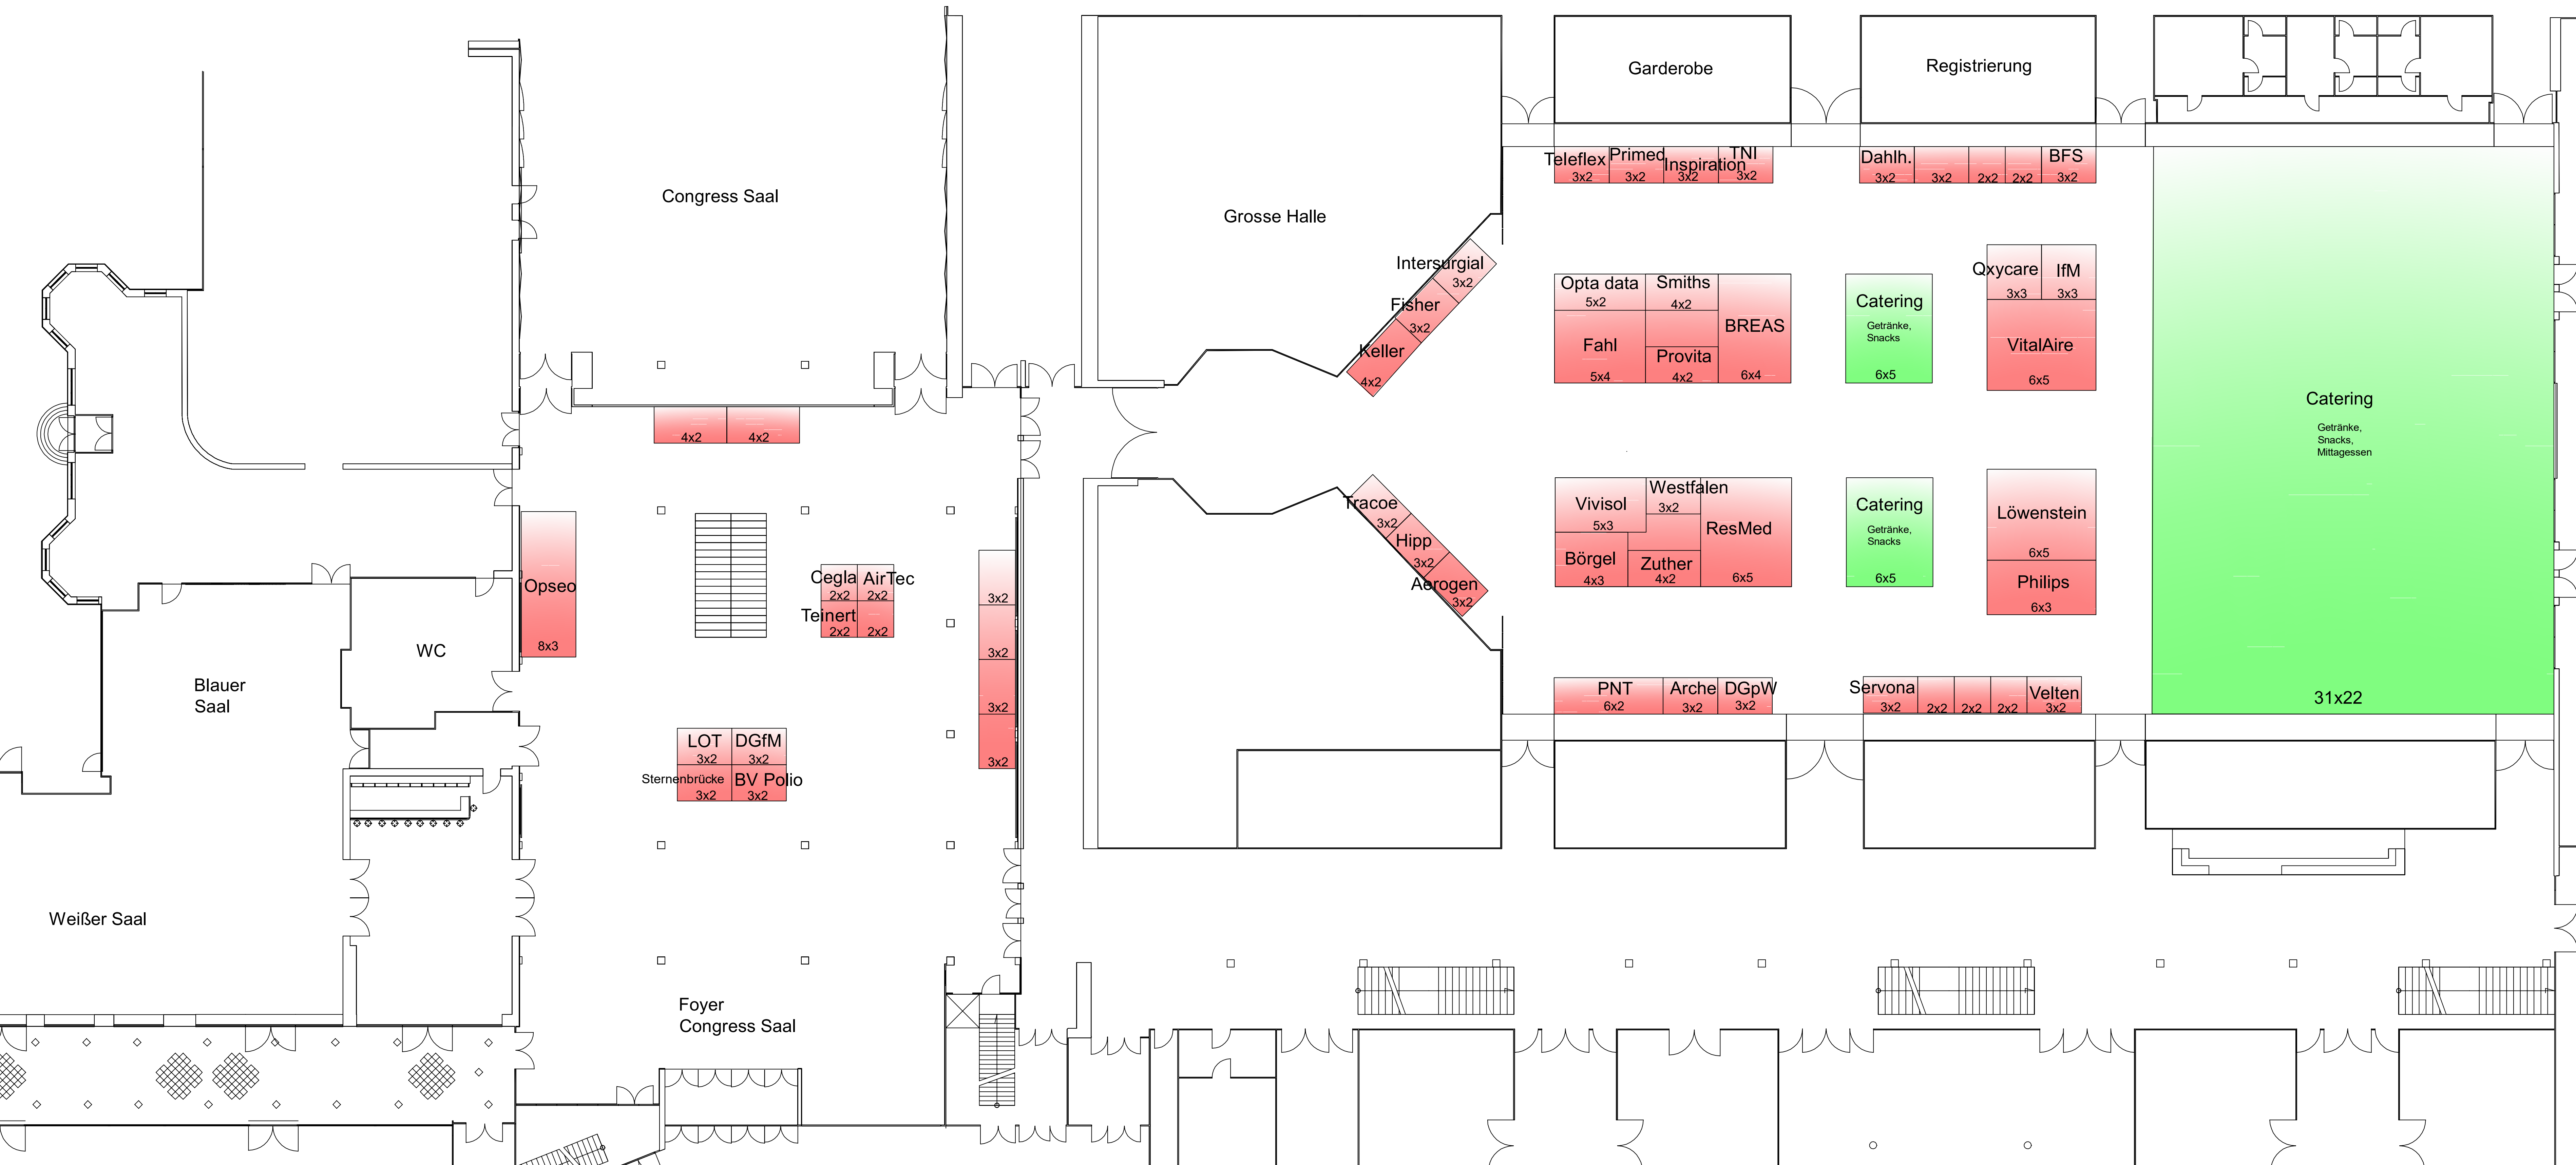 Garderobe
Registrierung
Congress Saal
Grosse Halle
Teleflex
3x2
Primed
3x2
Inspiration
3x2
TNI
3x2
Dahlh.
3x2
3x2
2x2
2x2
BFS
3x2
Intersurgial
3x2
Fisher
3x2
Keller
4x2
Opta data
5x2
Smiths
4x2
BREAS
6x4
Fahl
5x4
Provita
4x2
Catering
Getränke,
Snacks
6x5
Qxycare
3x3
IfM
3x3
VitalAire
6x5
Catering
Getränke,
Snacks,
Mittagessen
31x22
4x2
4x2
Tracoe
3x2
Hipp
3x2
Aerogen
3x2
Vivisol
5x3
Westfalen
3x2
ResMed
6x5
Börgel
4x3
Zuther
4x2
Catering
Getränke,
Snacks
6x5
Löwenstein
6x5
Philips
6x3
Opseo
8x3
Cegla
2x2
AirTec
2x2
Teinert
2x2
2x2
3x2
3x2
3x2
3x2
WC
Blauer
Saal
PNT
6x2
Arche
3x2
DGpW
3x2
Servona
3x2
2x2
2x2
2x2
Velten
3x2
LOT
3x2
DGfM
3x2
Sternenbrücke
3x2
BV Polio
3x2
Weißer Saal
Foyer
Congress Saal